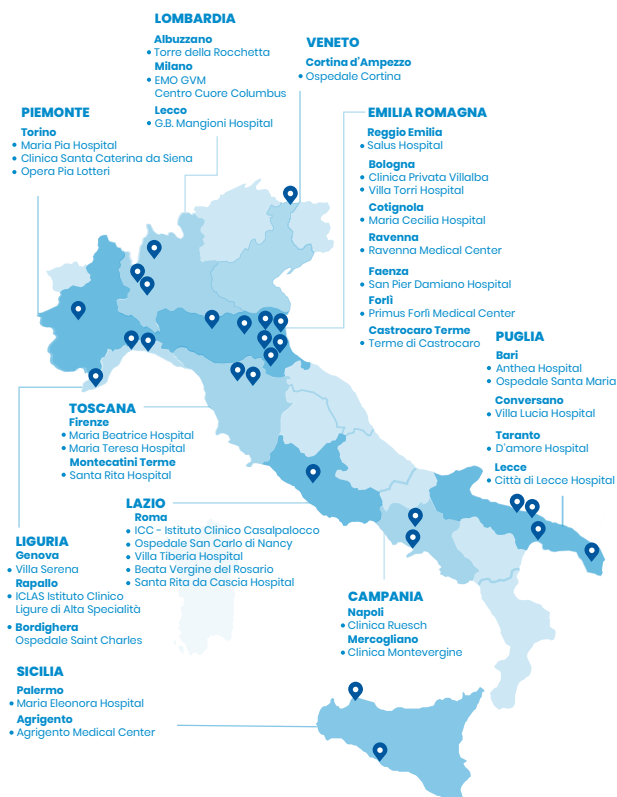 LOMBARDIA
Albuzzano
• Torre della Rocchetta
Milano
• EMO GVM
Centro Cuore Columbus
Lecco
• G.B. Mangioni Hospital
VENETO
Cortina d'Ampezzo
• Ospedale Cortina
PIEMONTE
Torino
• Maria Pia Hospital
• Clinica Santa Caterina da Siena
• Opera Pia Lotteri
EMILIA ROMAGNA
Reggio Emilia
• Salus Hospital
Bologna
• Clinica Privata Villalba
• Villa Torri Hospital
Cotignola
• Maria Cecilia Hospital
Ravenna
• Ravenna Medical Center
Faenza
• San Pier Damiano Hospital
Forlì
• Primus Forlì Medical Center
Castrocaro Terme
• Terme di Castrocaro
PUGLIA
Bari
• Anthea Hospital
• Ospedale Santa Maria
Conversano
• Villa Lucia Hospital
Taranto
• D'amore Hospital
Lecce
• Città di Lecce Hospital
TOSCANA
Firenze
• Maria Beatrice Hospital
• Maria Teresa Hospital
Montecatini Terme
• Santa Rita Hospital
LAZIO
Roma
• ICC - Istituto Clinico Casalpalocco
• Ospedale San Carlo di Nancy
• Villa Tiberia Hospital
• Beata Vergine del Rosario
• Santa Rita da Cascia Hospital
LIGURIA
Genova
• Villa Serena
Rapallo
• ICLAS Istituto Clinico
Ligure di Alta Specialità
• Bordighera
Ospedale Saint Charles
CAMPANIA
Napoli
• Clinica Ruesch
Mercogliano
• Clinica Montevergine
SICILIA
Palermo
• Maria Eleonora Hospital
Agrigento
• Agrigento Medical Center